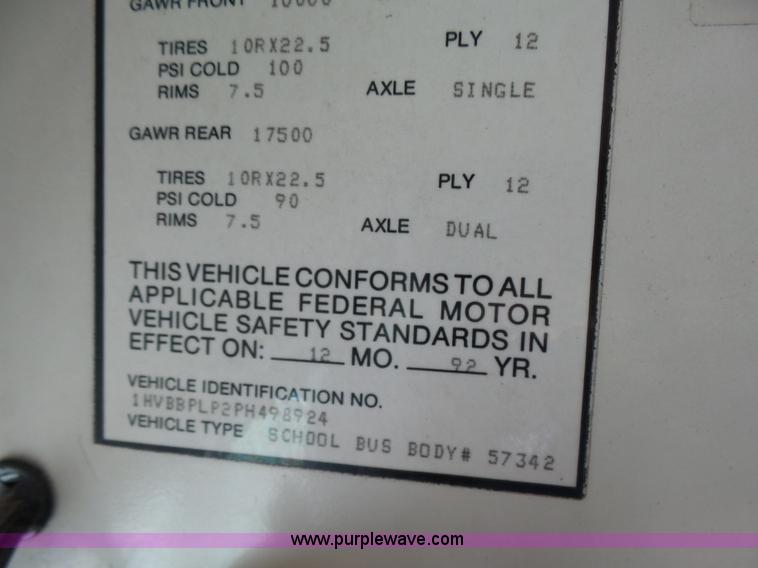 GAWR FRONT 10000
TIRES 10RX22.5 PLY 12
PSI COLD 100
RIMS 7.5 AXLE SINGLE
GAWR REAR 17500
TIRES 10RX22.5 PLY 12
PSI COLD 90
RIMS 7.5 AXLE DUAL
THIS VEHICLE CONFORMS TO ALL
APPLICABLE FEDERAL MOTOR
VEHICLE SAFETY STANDARDS IN
EFFECT ON: 12 MO. 92 YR.
VEHICLE IDENTIFICATION NO.
1HVBBPLP2PH498924
VEHICLE TYPE SCHOOL BUS BODY# 57342
www.purplewave.com